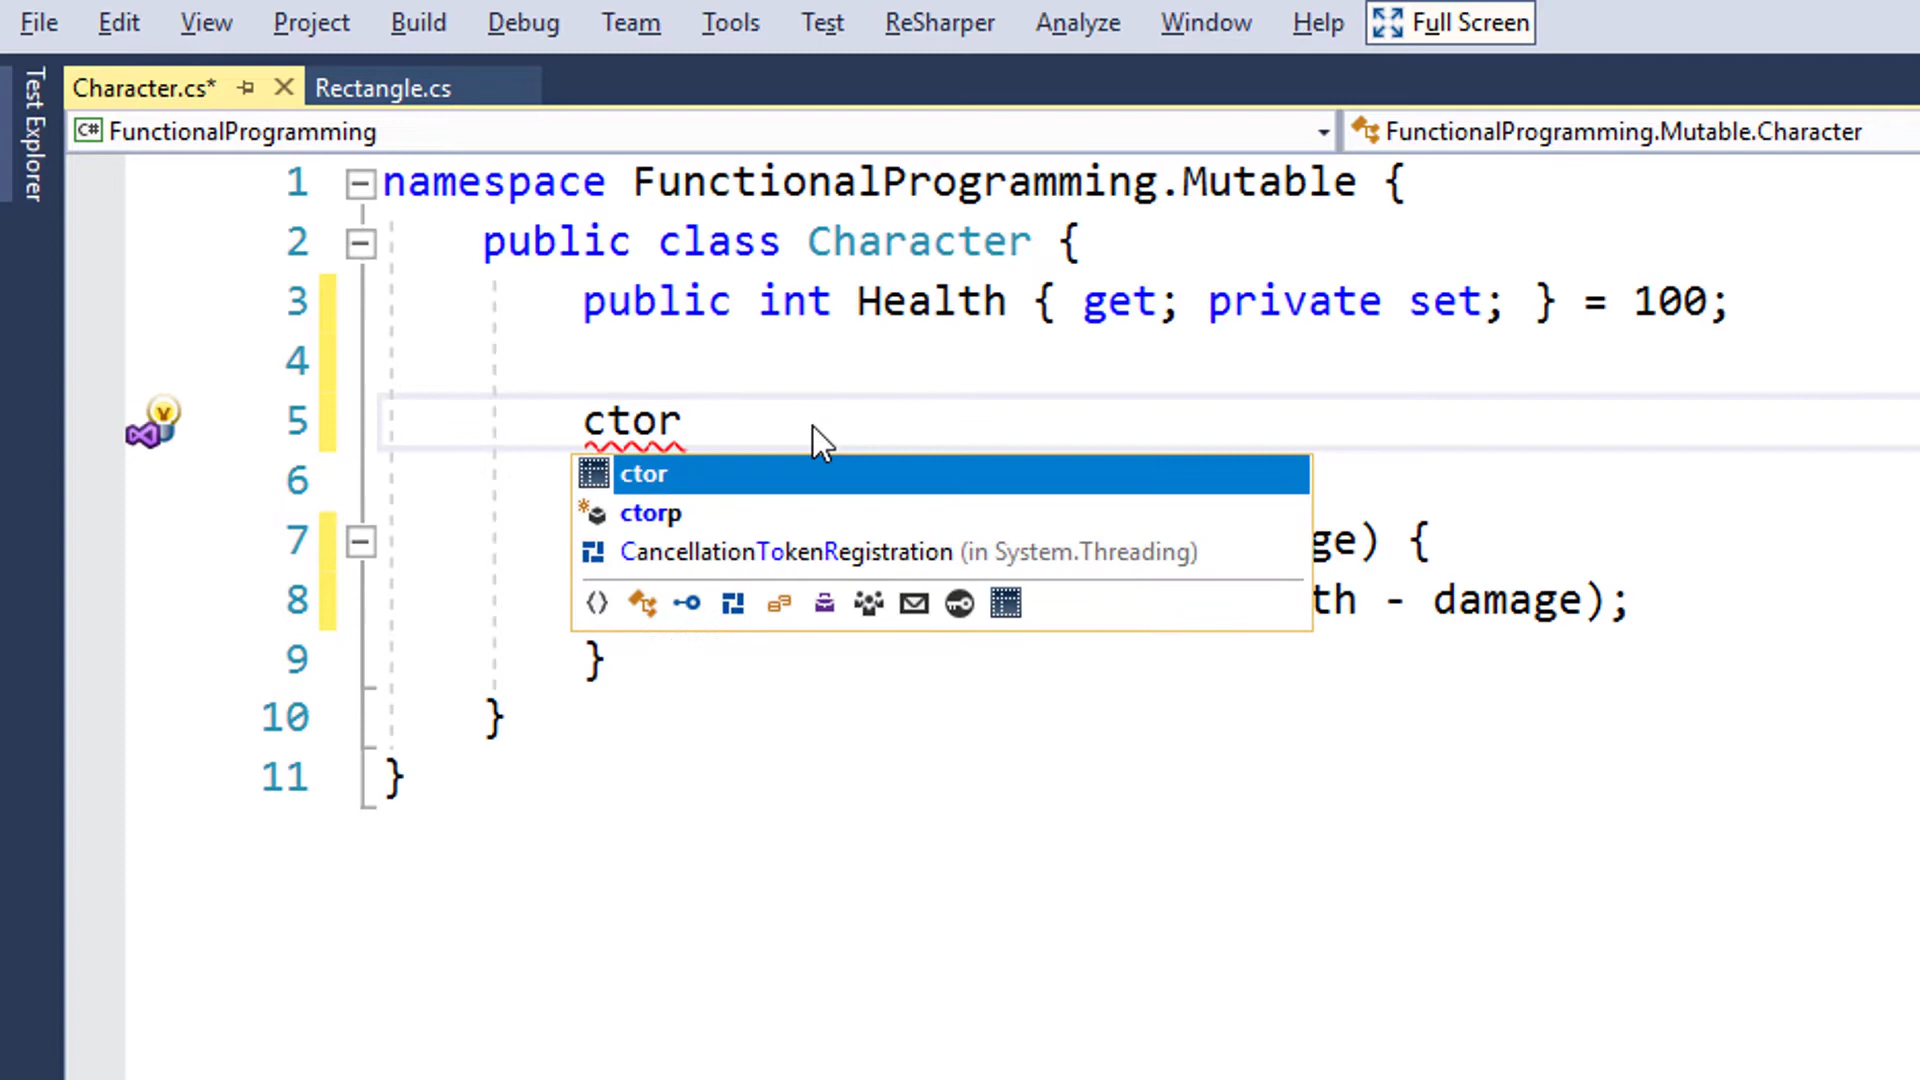 File Edit View Project Build Debug Team Tools Test ReSharper Analyze Window Help Full Screen
Test Explorer
Character.cs* Rectangle.cs
C# FunctionalProgramming FunctionalProgramming.Mutable.Character
1 namespace FunctionalProgramming.Mutable {
2 public class Character {
3 public int Health { get; private set; } = 100;
4
5 ctor
ctor
6
ctorp
7 ge) {
CancellationTokenRegistration (in System.Threading)
8 th - damage);
9 }
10 }
11 }